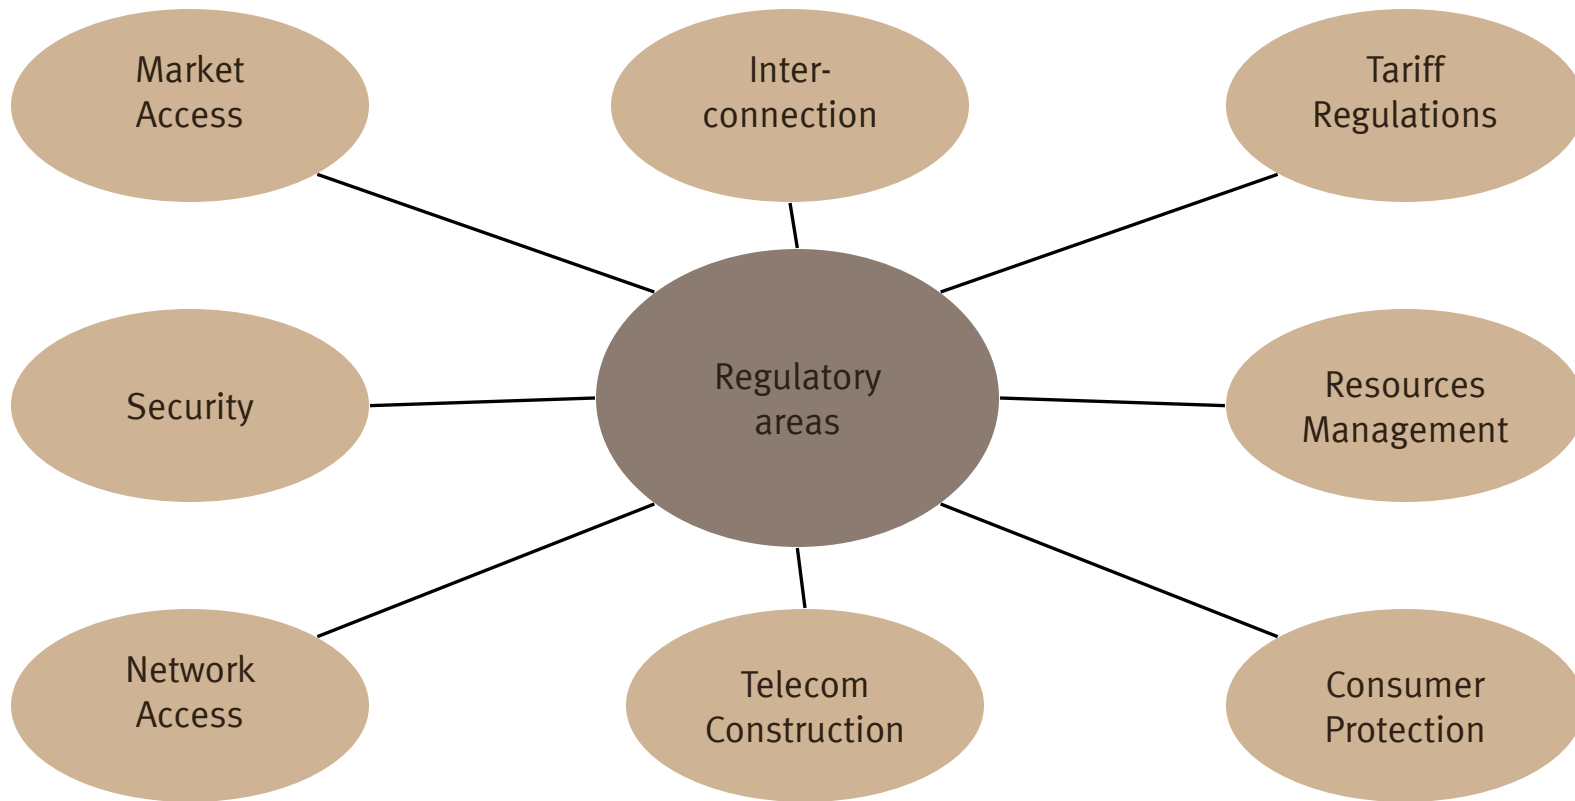 Market
Access
Inter-
connection
Tariff
Regulations
Security
Regulatory
areas
Resources
Management
Network
Access
Telecom
Construction
Consumer
Protection